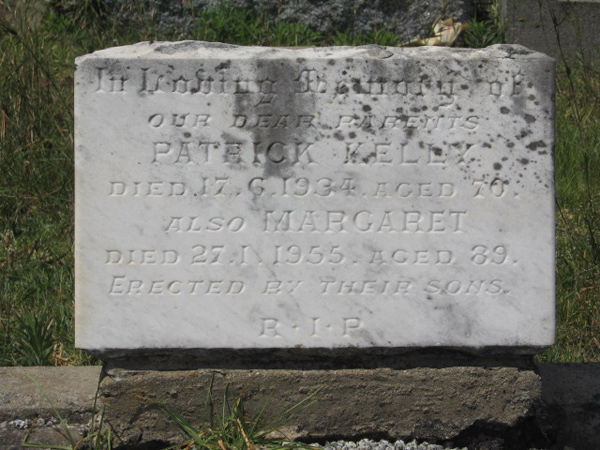 In Loving Memory of
OUR DEAR PARENTS
PATRICK KELLY
DIED.17.6.1934. AGED 70.
ALSO MARGARET
DIED 27.1.1955. AGED 89.
ERECTED BY THEIR SONS.
R·I·P